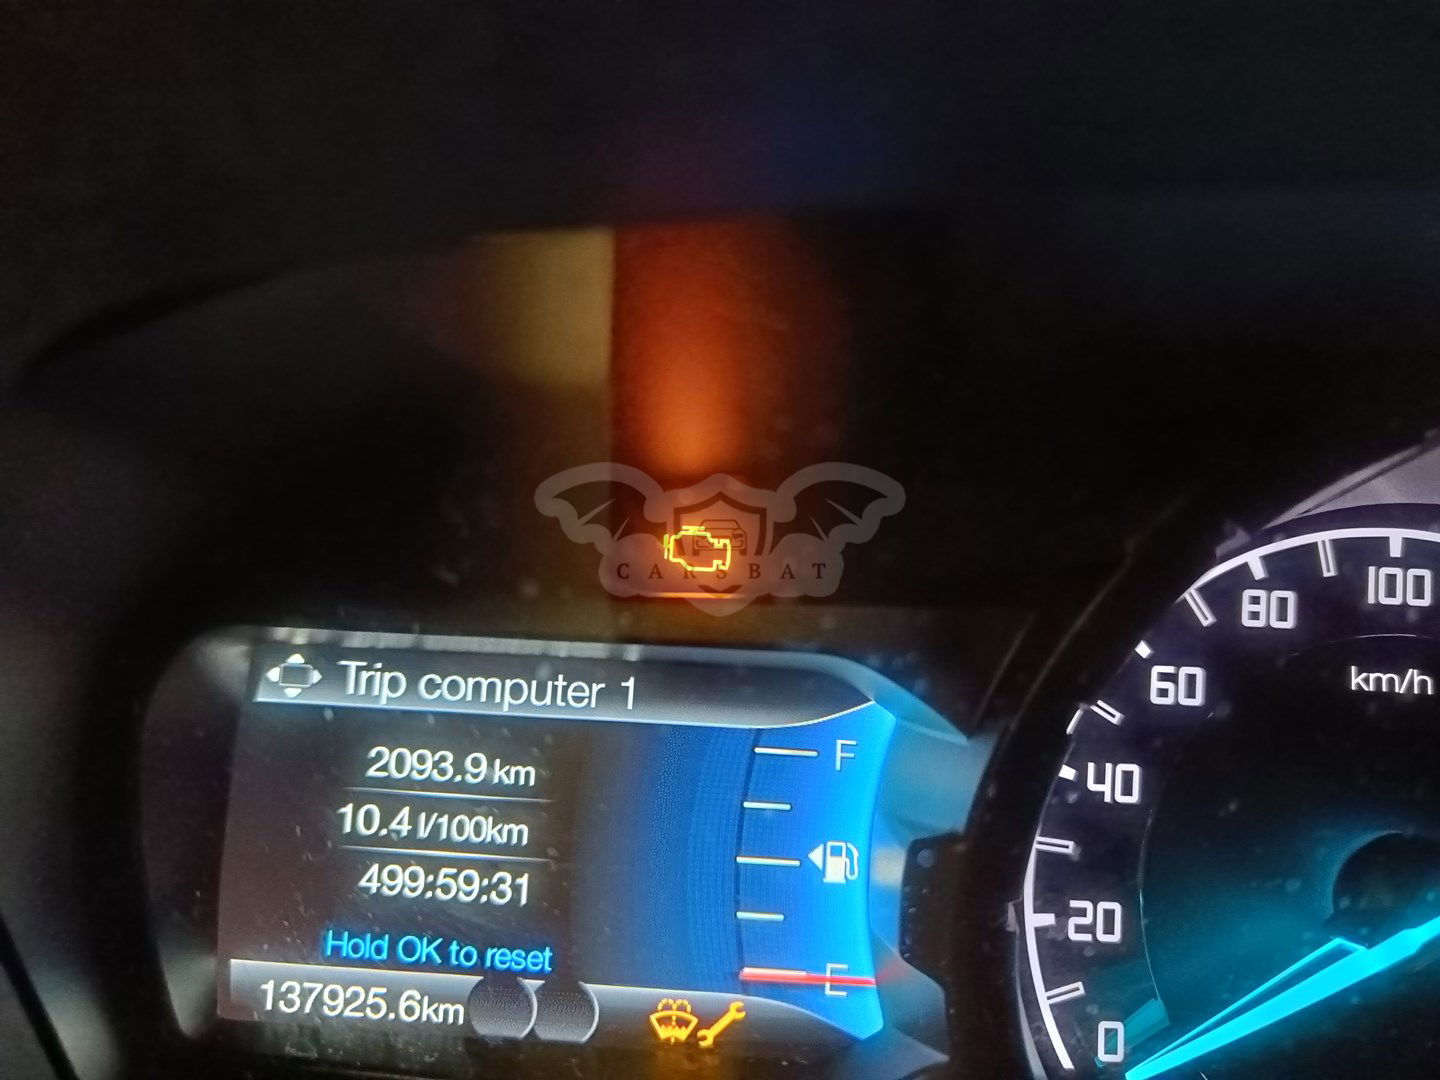 CARSBAT
Trip computer 1
2093.9 km
10.4 l/100km
499:59:31
Hold OK to reset
137925.6km
F
E
0
20
40
60
80
100
km/h